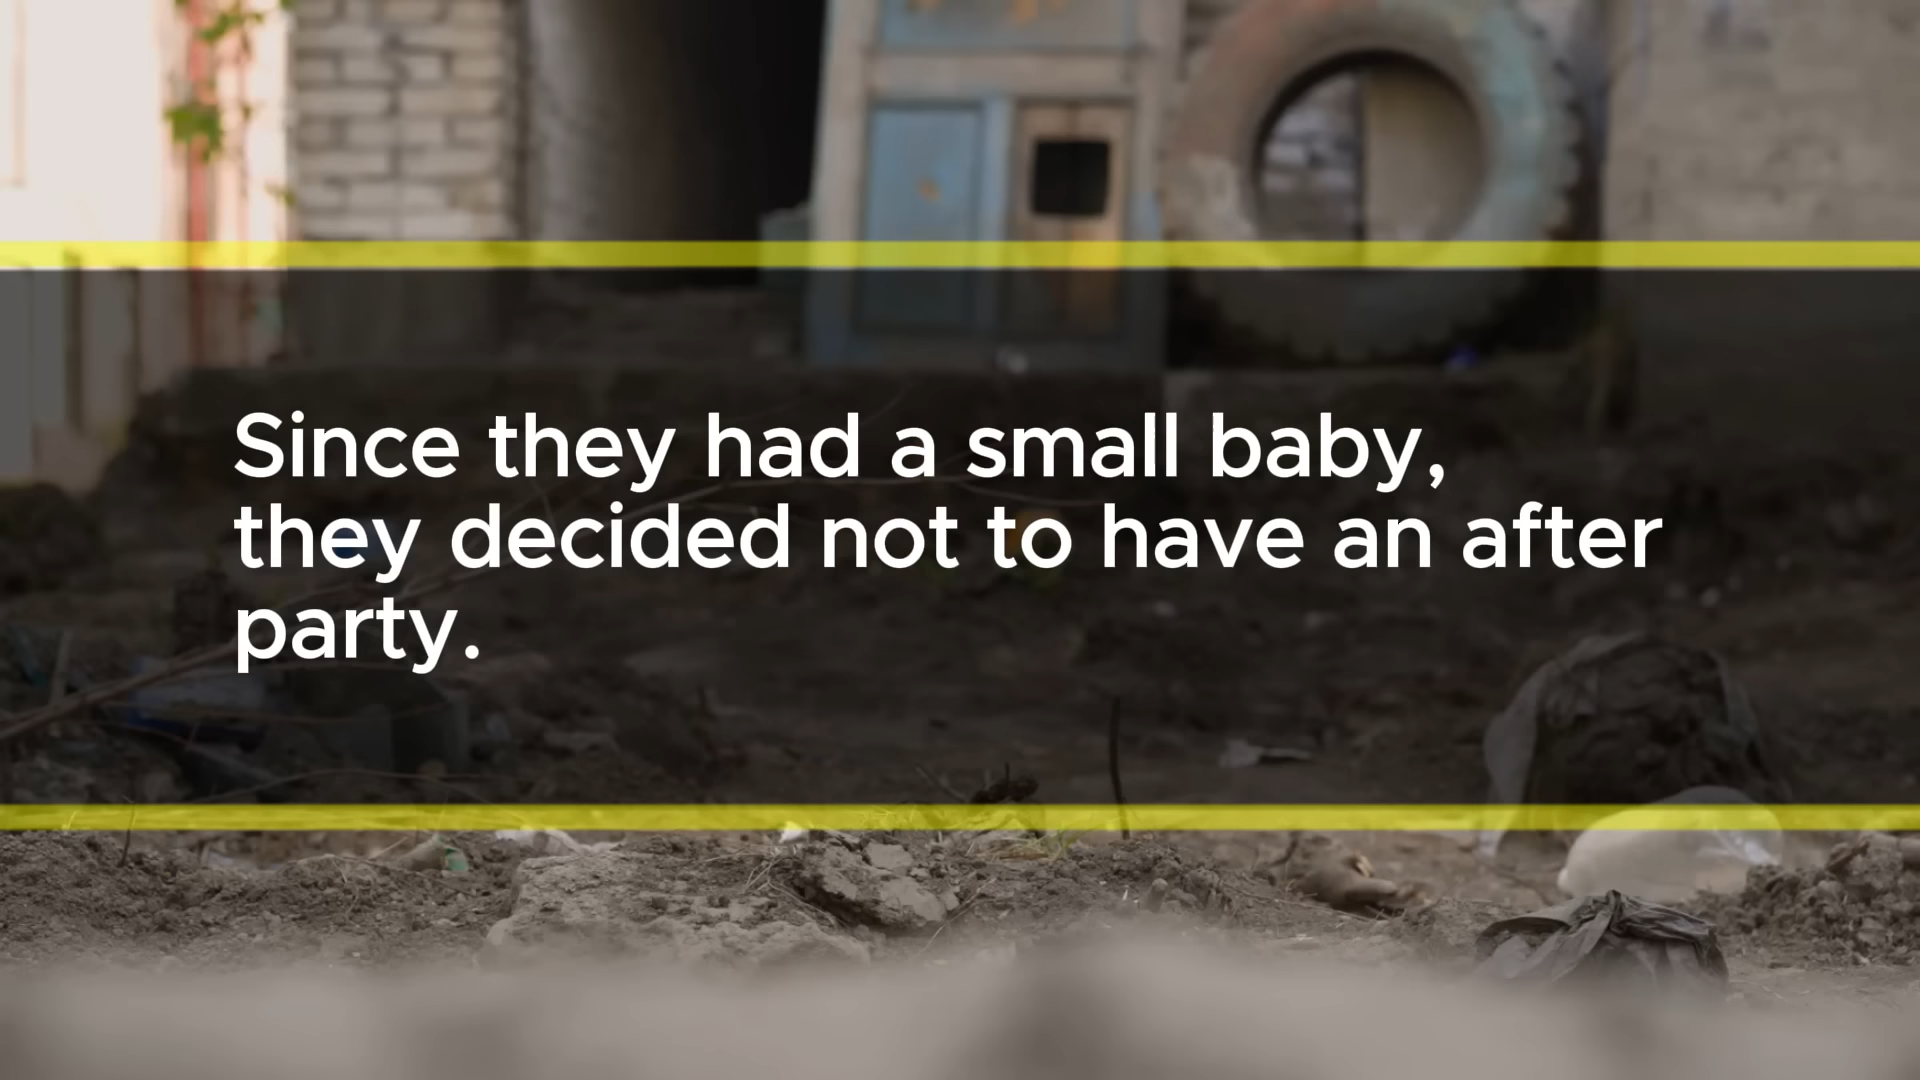 Since they had a small baby,
they decided not to have an after
party.